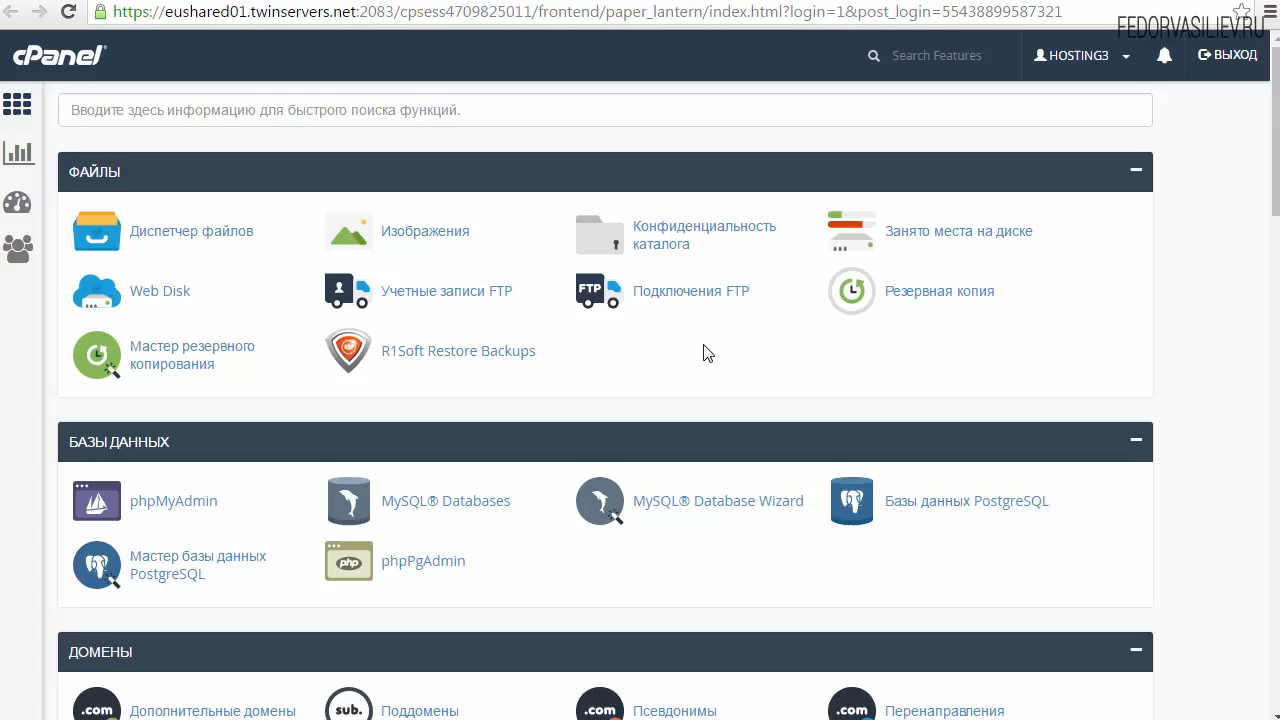 https://eushared01.twinservers.net:2083/cpses4709825011/frontend/paper_lantern/index.html?login=1&post_login=55438899587321
FEDORVASILIEV.RU
cPanel®
Search Features
HOSTING3
ВЫХОД
Вводите здесь информацию для быстрого поиска функций.
ФАЙЛЫ
Диспетчер файлов
Изображения
Конфиденциальность
каталога
Занято места на диске
Web Disk
Учетные записи FTP
FTP
Подключения FTP
Резервная копия
Мастер резервного
копирования
R1Soft Restore Backups
БАЗЫ ДАННЫХ
phpMyAdmin
MySQL® Databases
MySQL® Database Wizard
Базы данных PostgreSQL
Мастер базы данных
PostgreSQL
php
phpPgAdmin
ДОМЕНЫ
.com
Дополнительные домены
sub.
Поддомены
.com
Псевдонимы
.com
Перенаправления